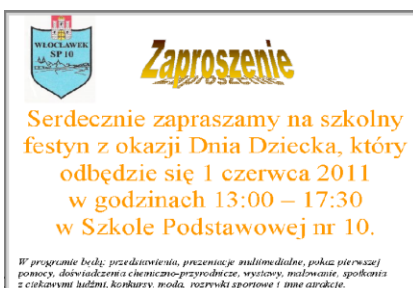 WŁOCŁAWEK
SP 10
Zaproszenie
Serdecznie zapraszamy na szkolny
festyn z okazji Dnia Dziecka, który
odbędzie się 1 czerwca 2011
w godzinach 13:00 – 17:30
w Szkole Podstawowej nr 10.
W programie będą: przedstawienia, prezentacje multimedialne, pokaz pierwszej
pomocy, doświadczenia chemiczno-przyrodnicze, wystawy, malowanie, spotkania
z ciekawymi ludźmi, konkursy, moda, rozrywki sportowe i inne atrakcje.